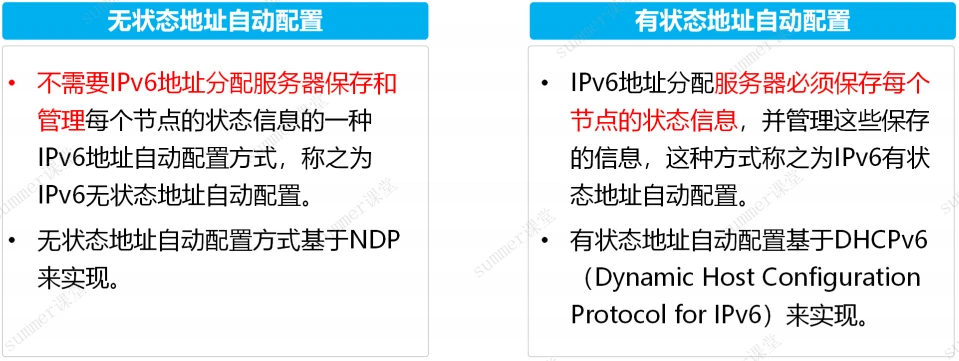 无状态地址自动配置
• 不需要IPv6地址分配服务器保存和
管理每个节点的状态信息的一种
IPv6地址自动配置方式，称之为
IPv6无状态地址自动配置。
• 无状态地址自动配置方式基于NDP
来实现。
有状态地址自动配置
• IPv6地址分配服务器必须保存每个
节点的状态信息，并管理这些保存
的信息，这种方式称之为IPv6有状
态地址自动配置。
• 有状态地址自动配置基于DHCPv6
（Dynamic Host Configuration
Protocol for IPv6）来实现。
summer课堂